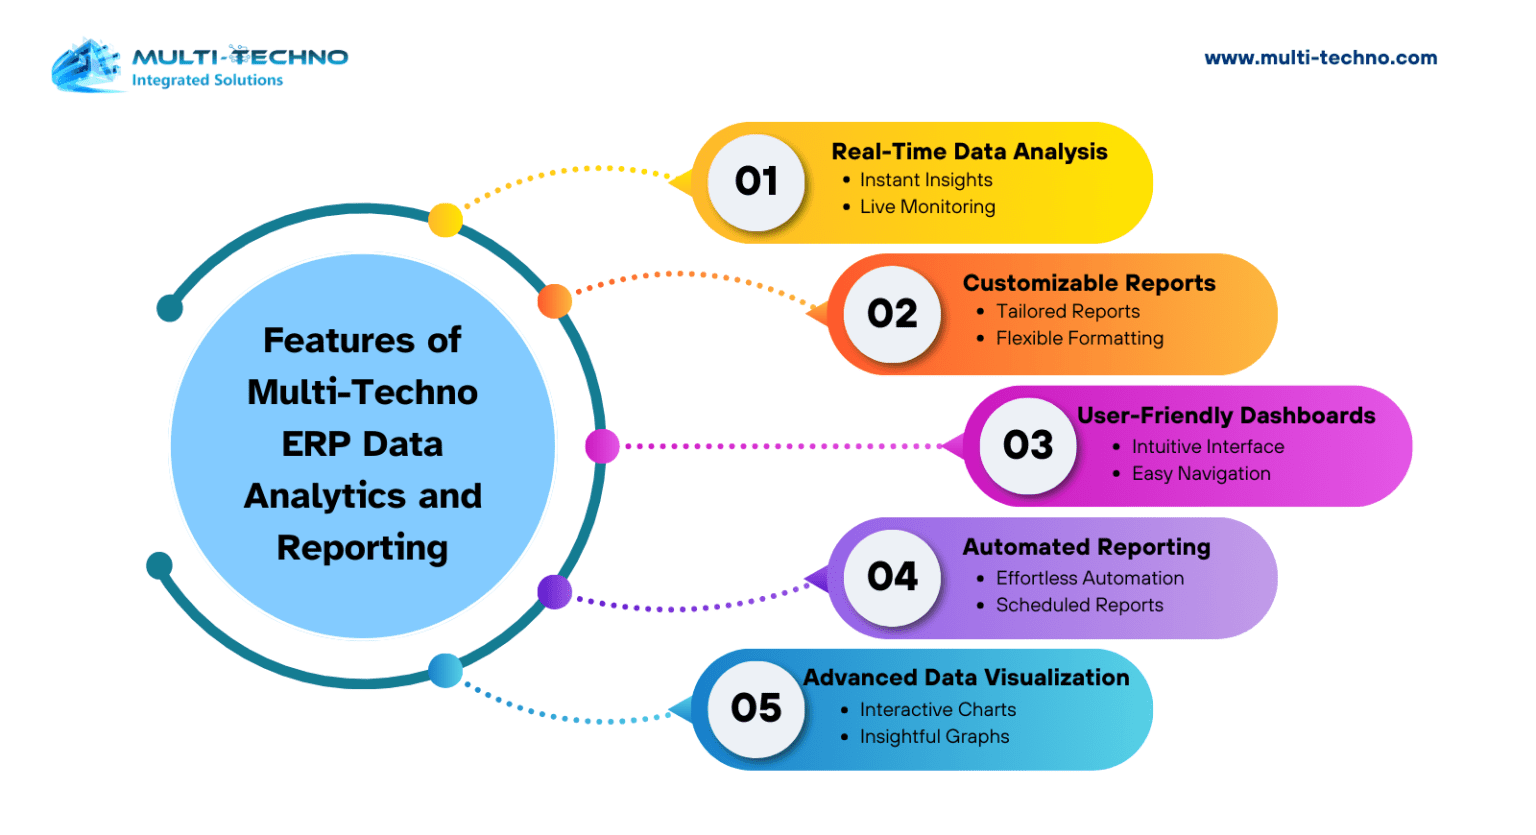 MULTI-TECHNO
Integrated Solutions
www.multi-techno.com
Features of
Multi-Techno
ERP Data
Analytics and
Reporting
01
Real-Time Data Analysis
• Instant Insights
• Live Monitoring
02
Customizable Reports
• Tailored Reports
• Flexible Formatting
03
User-Friendly Dashboards
• Intuitive Interface
• Easy Navigation
04
Automated Reporting
• Effortless Automation
• Scheduled Reports
05
Advanced Data Visualization
• Interactive Charts
• Insightful Graphs